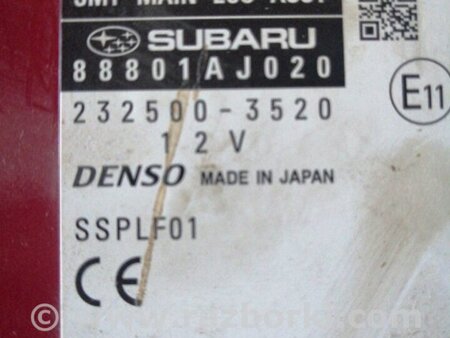 SUBARU
88801AJ020
E11
232500-3520
12V
DENSO MADE IN JAPAN
SSPLF01
CE